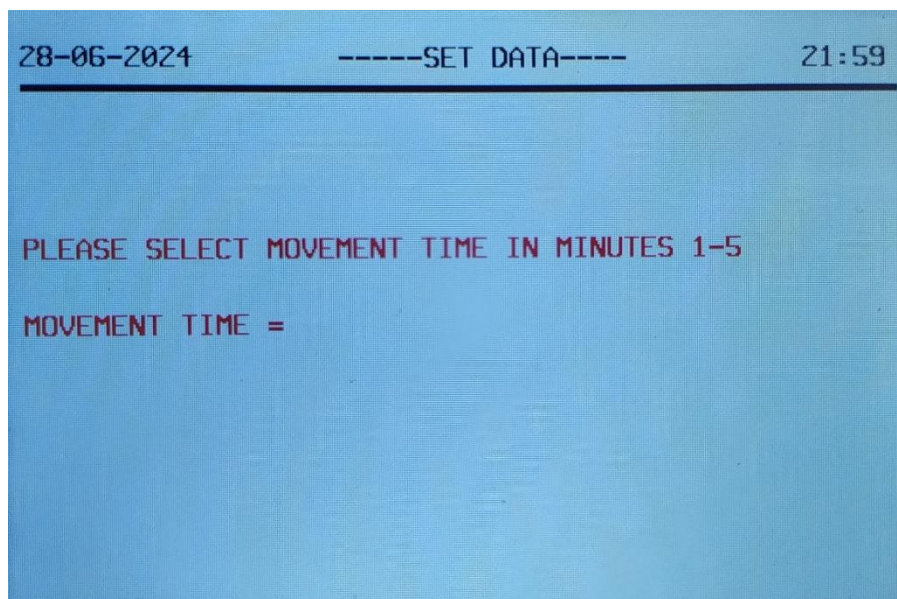 28-06-2024 -----SET DATA---- 21:59
PLEASE SELECT MOVEMENT TIME IN MINUTES 1-5
MOVEMENT TIME =